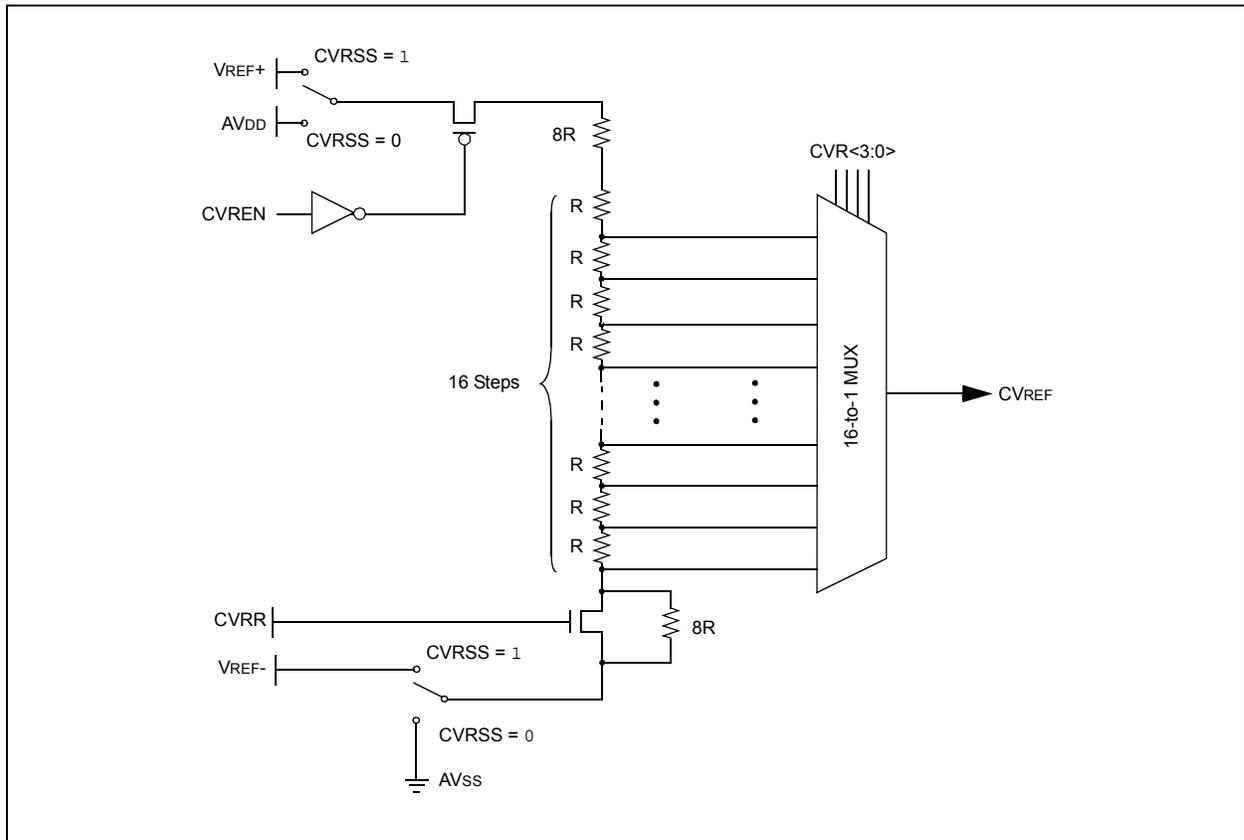 CVRSS = 1
VREF+
AVDD
CVRSS = 0
8R
CVR<3:0>
CVREN
R
R
R
R
16 Steps
16-to-1 MUX
CVREF
R
R
R
CVRR
8R
CVRSS = 1
VREF-
CVRSS = 0
AVSS